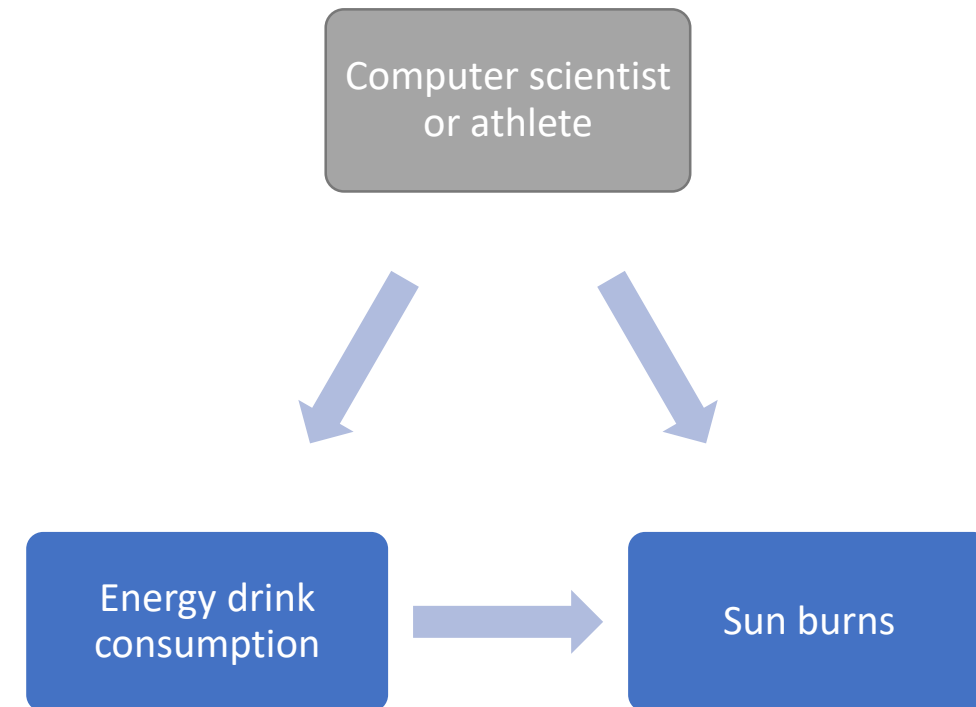 Computer scientist
or athlete
Energy drink
consumption
Sun burns